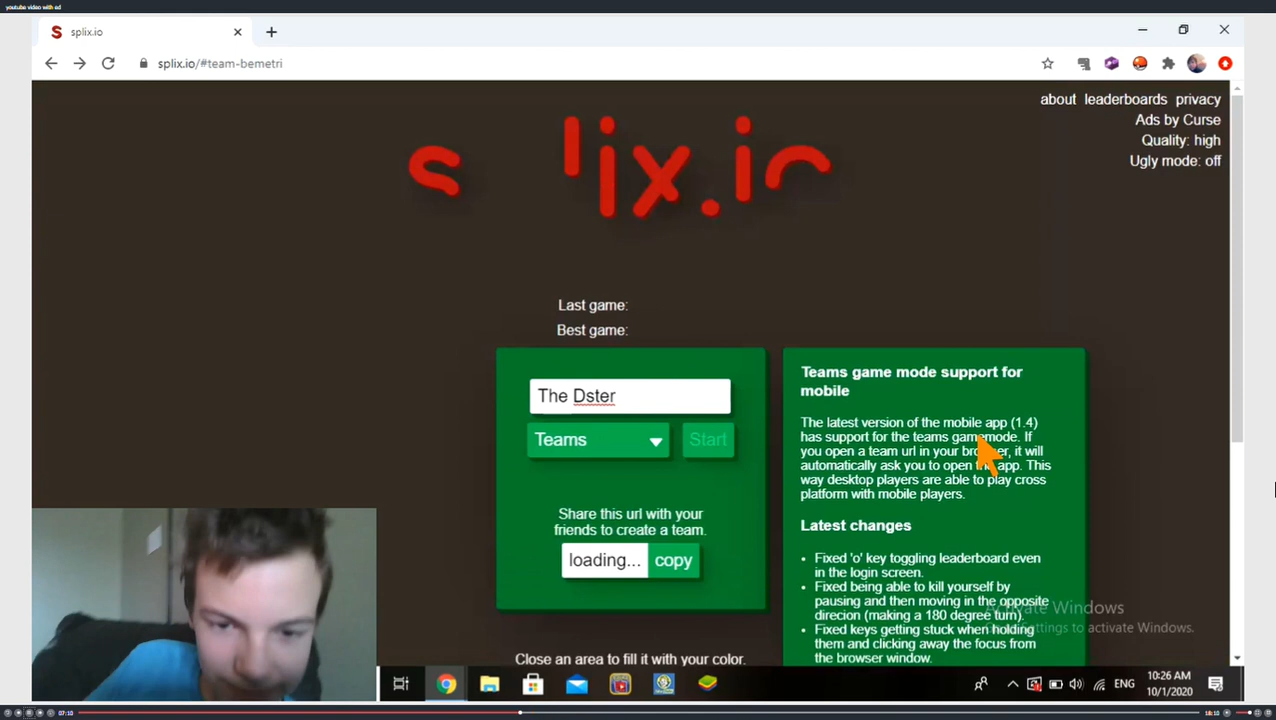 youtube video with ed
splix.io
splix.io/#team-bemetri
about leaderboards privacy
Ads by Curse
Quality: high
Ugly mode: off
splix.io
Last game:
Best game:
The Dster
Teams
Start
Share this url with your
friends to create a team.
loading...
copy
Close an area to fill it with your color.
Teams game mode support for
mobile
The latest version of the mobile app (1.4)
has support for the teams gamemode. If
you open a team url in your browser, it will
automatically ask you to open the app. This
way desktop players are able to play cross
platform with mobile players.
Latest changes
Fixed 'o' key toggling leaderboard even
in the login screen.
Fixed being able to kill yourself by
pausing and then moving in the opposite
direcion (making a 180 degree turn).
Fixed keys getting stuck when holding
them and clicking away the focus from
the browser window.
Activate Windows
Settings to activate Windows.
ENG
10:26 AM
10/1/2020
07:10
18:10